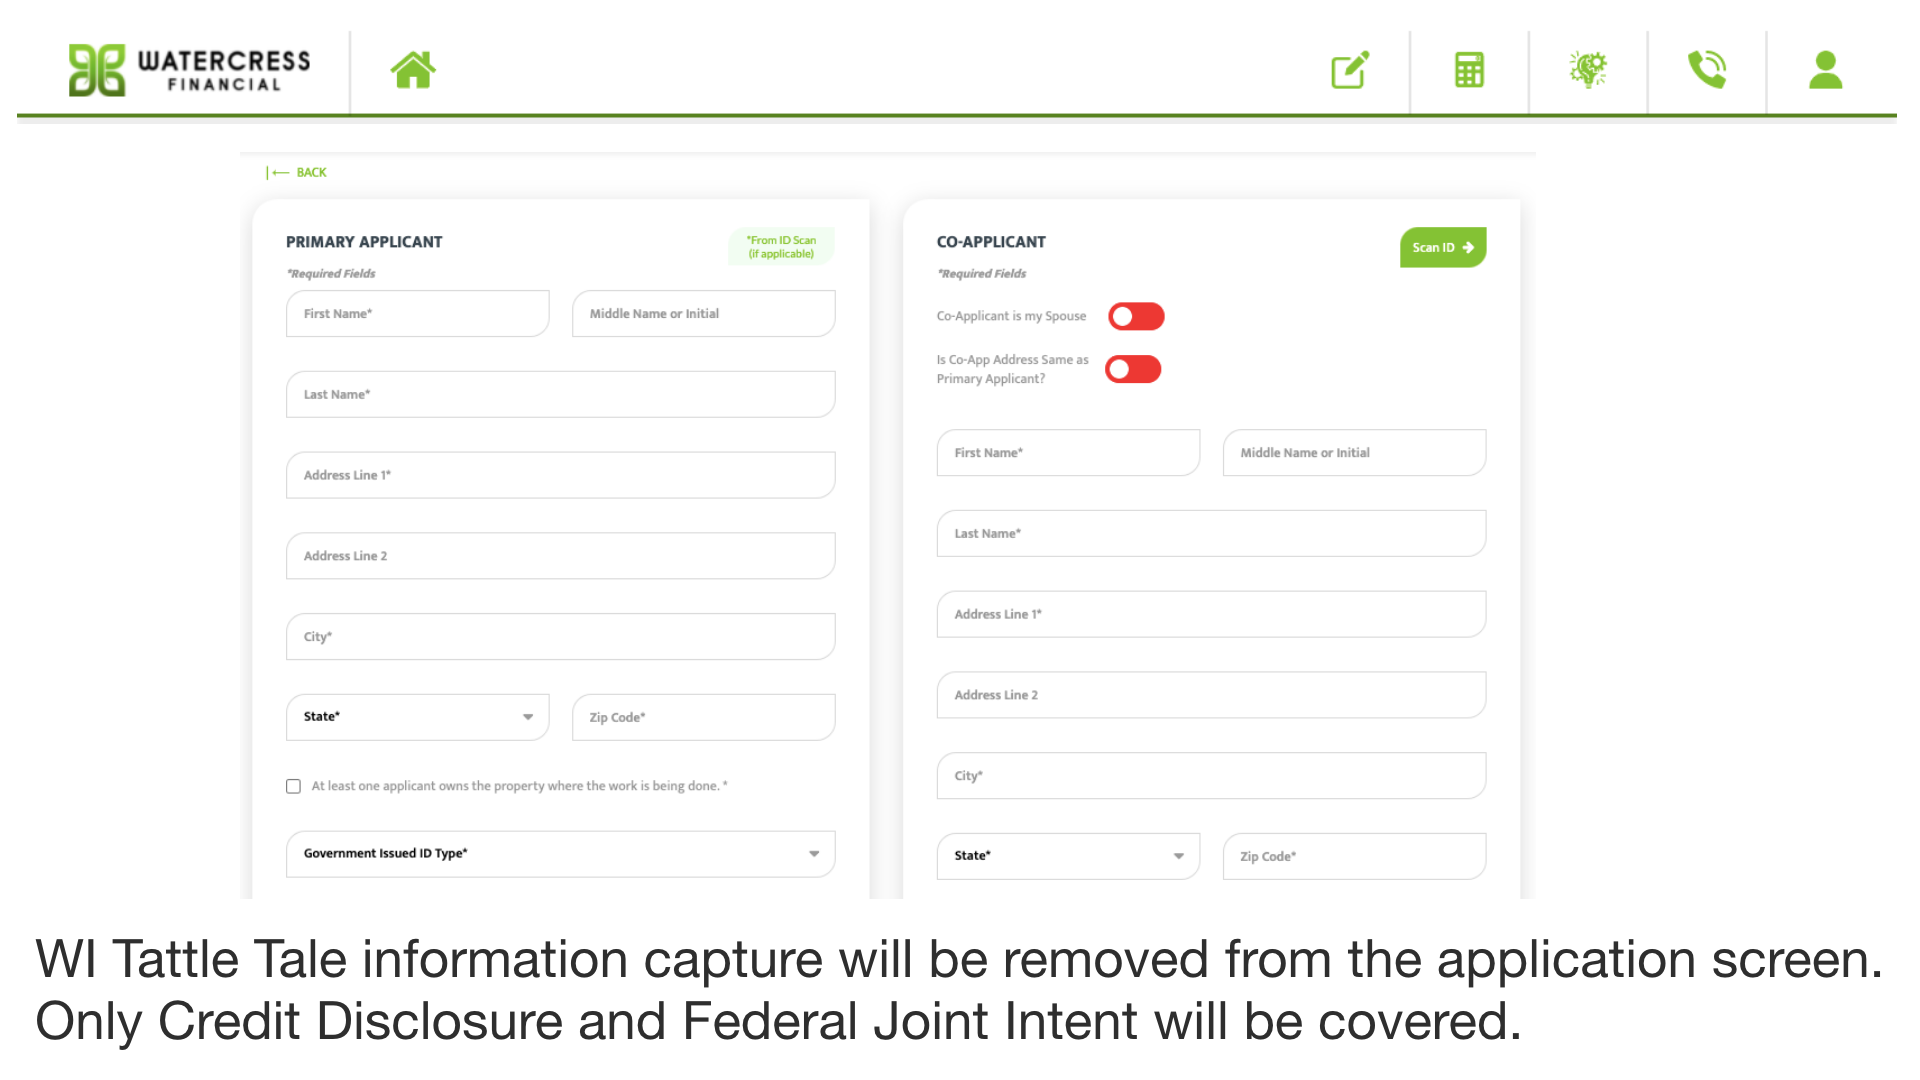 WATERCRESS
FINANCIAL
|← BACK
PRIMARY APPLICANT
*From ID Scan
(if applicable)
*Required Fields
First Name*
Middle Name or Initial
Last Name*
Address Line 1*
Address Line 2
City*
State*
Zip Code*
At least one applicant owns the property where the work is being done. *
Government Issued ID Type*
CO-APPLICANT
Scan ID →
*Required Fields
Co-Applicant is my Spouse
Is Co-App Address Same as
Primary Applicant?
First Name*
Middle Name or Initial
Last Name*
Address Line 1*
Address Line 2
City*
State*
Zip Code*
WI Tattle Tale information capture will be removed from the application screen.
Only Credit Disclosure and Federal Joint Intent will be covered.